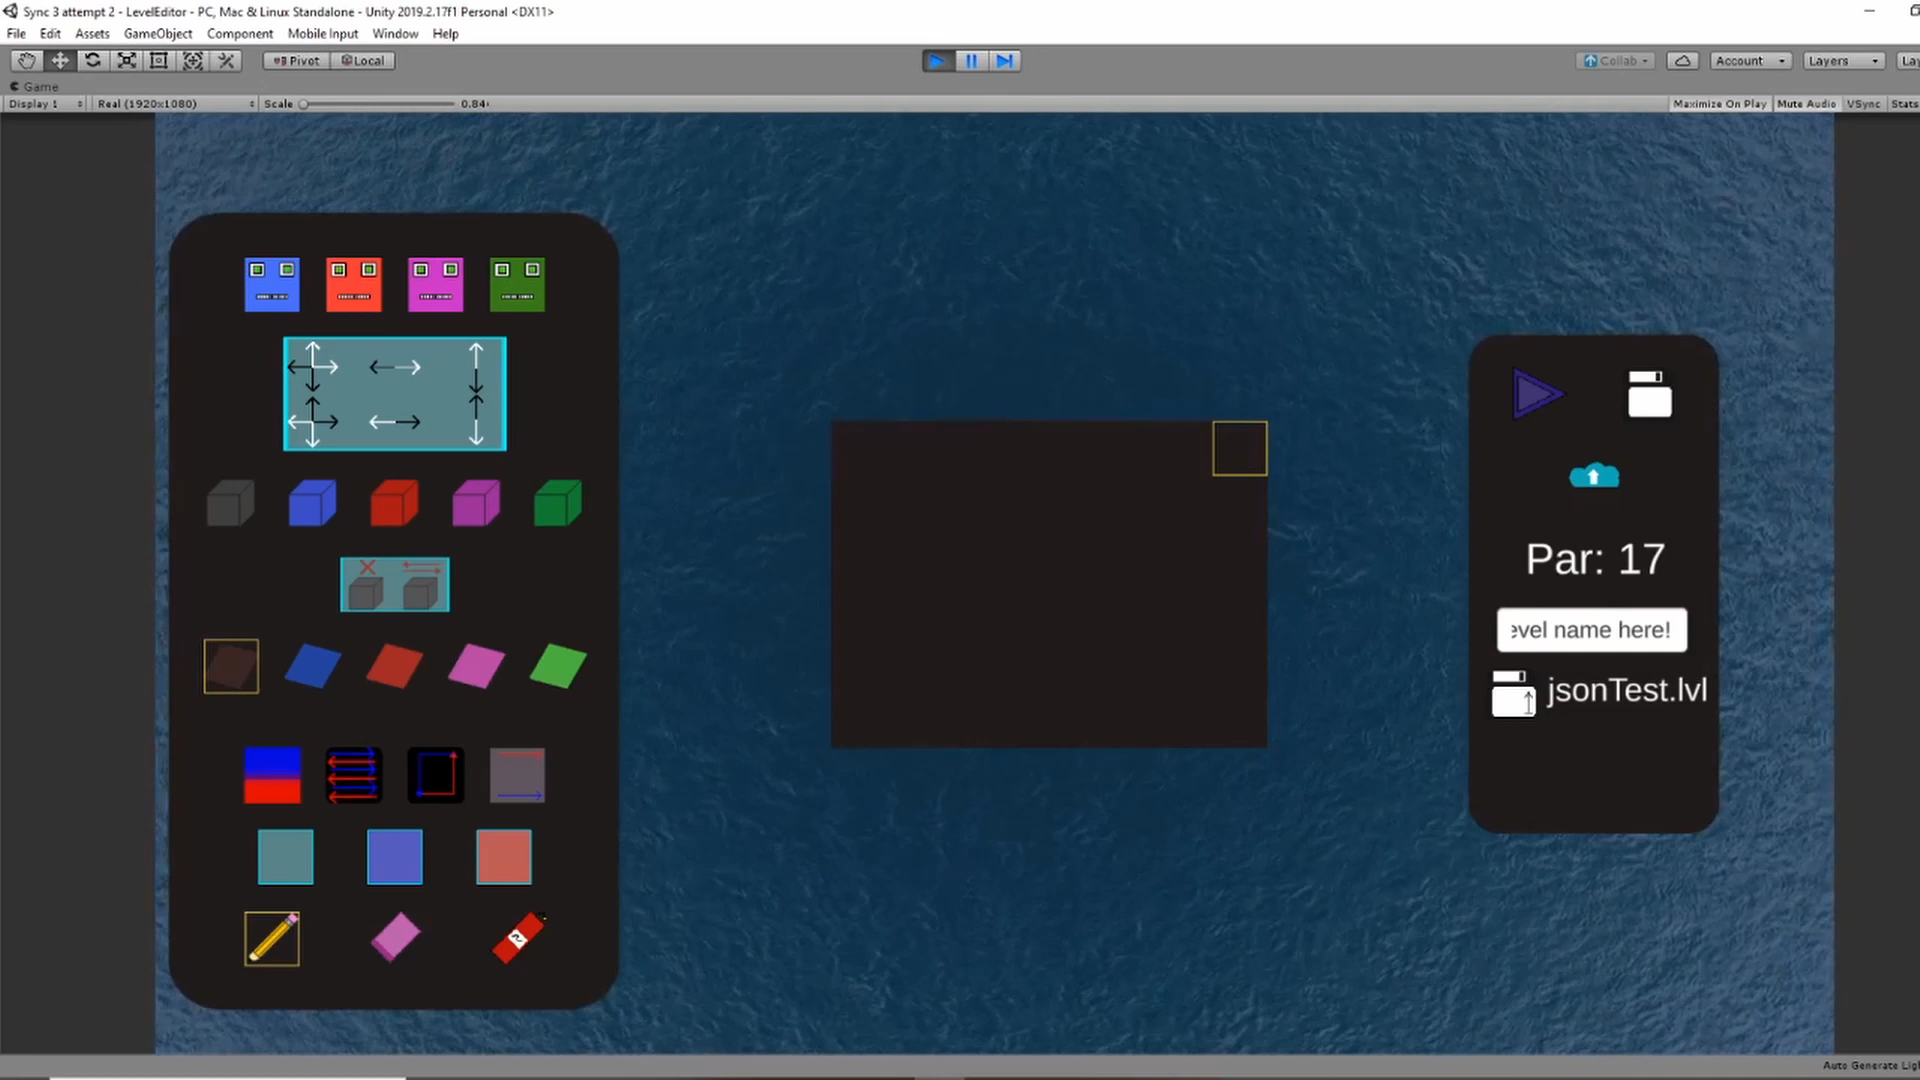 Sync 3 attempt 2 - LevelEditor - PC, Mac & Linux Standalone - Unity 2019.2.17f1 Personal <DX11>
File Edit Assets GameObject Component Mobile Input Window Help
Pivot Local Collab Account Layers Lay
Game
Display 1 Real (1920x1080) Scale 0.84 Maximize On Play Mute Audio VSync Stats
Par: 17
evel name here!
jsonTest.lvl
Auto Generate Ligh